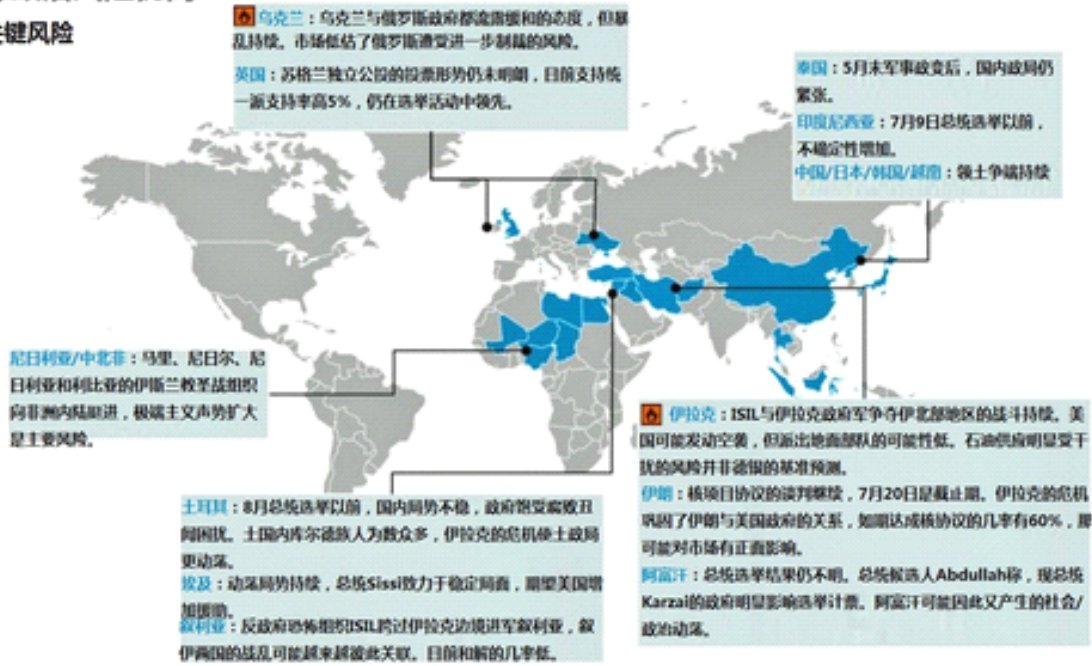 关键风险
乌克兰：乌克兰与俄罗斯政府都流露缓和的态度，但暴
乱持续。市场低估了俄罗斯遭受进一步制裁的风险。
英国：苏格兰独立公投的投票形势仍未明朗，目前支持统
一派支持率高5%，仍在选举活动中领先。
泰国：5月末军事政变后，国内政局仍
紧张。
印度尼西亚：7月9日总统选举以前，
不确定性增加。
中国/日本/韩国/越南：领土争端持续
尼日利亚/中北非：马里、尼日尔、尼
日利亚和利比亚的伊斯兰教圣战组织
向非洲内陆挺进，极端主义声势扩大
是主要风险。
伊拉克：ISIL与伊拉克政府军争夺伊北部地区的战斗持续。美
国可能发动空袭，但派出地面部队的可能性低。石油供应明显受干
扰的风险并非德银的基准预测。
伊朗：核项目协议的谈判继续，7月20日是截止期。伊拉克的危机
巩固了伊朗与美国政府的关系，如期达成核协议的几率有60%，那
可能对市场有正面影响。
阿富汗：总统选举结果仍不明。总统候选人Abdullah称，现总统
Karzai的政府明显影响选举计票。阿富汗可能因此又产生的社会/
政治动荡。
土耳其：8月总统选举以前，国内局势不稳，政府饱受腐败丑
闻困扰。土国内库尔德族人为数众多，伊拉克的危机使土政局
更动荡。
埃及：动荡局势持续，总统Sissi致力于稳定局面，期望美国增
加援助。
叙利亚：反政府恐怖组织ISIL跨过伊拉克边境进军叙利亚，叙
伊两国的战乱可能越来越彼此关联。目前和解的几率低。